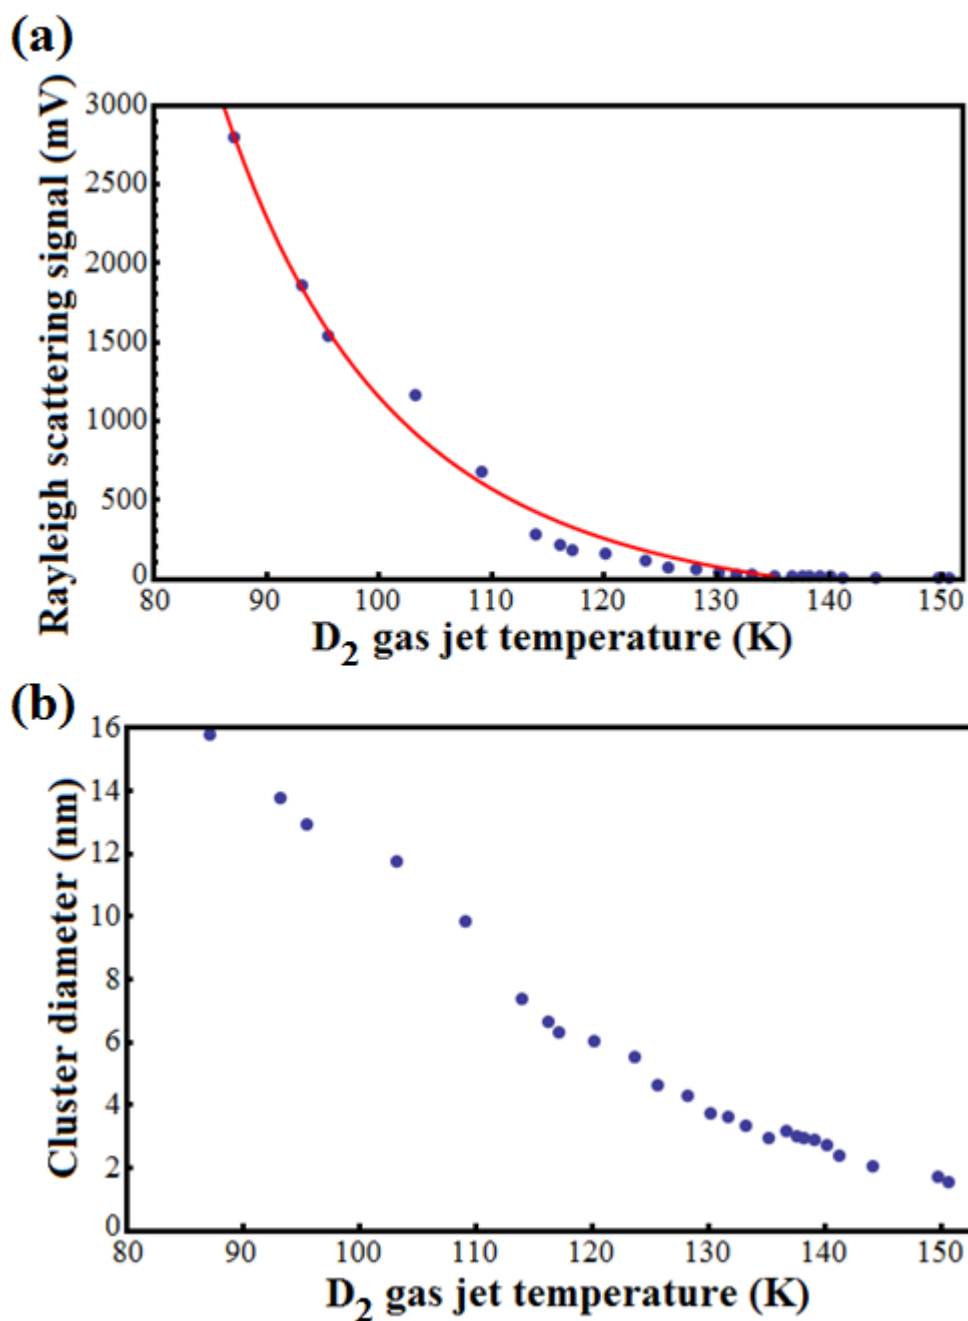 (a)
Rayleigh scattering signal (mV)
3000
2500
2000
1500
1000
500
0
80 90 100 110 120 130 140 150
D2 gas jet temperature (K)
(b)
Cluster diameter (nm)
16
14
12
10
8
6
4
2
0
80 90 100 110 120 130 140 150
D2 gas jet temperature (K)